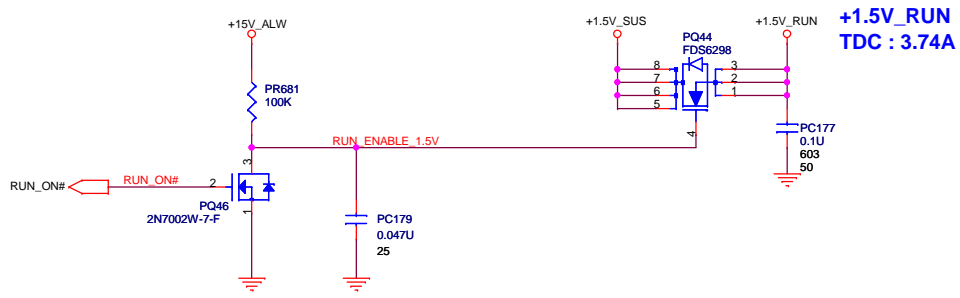 +15V_ALW
+1.5V_SUS
+1.5V_RUN
+1.5V_RUN
TDC : 3.74A
PQ44
FDS6298
8
7
6
5
3
2
1
4
PR681
100K
RUN_ENABLE_1.5V
PC177
0.1U
603
50
3
RUN_ON#
RUN_ON#
2
1
PQ46
2N7002W-7-F
PC179
0.047U
25